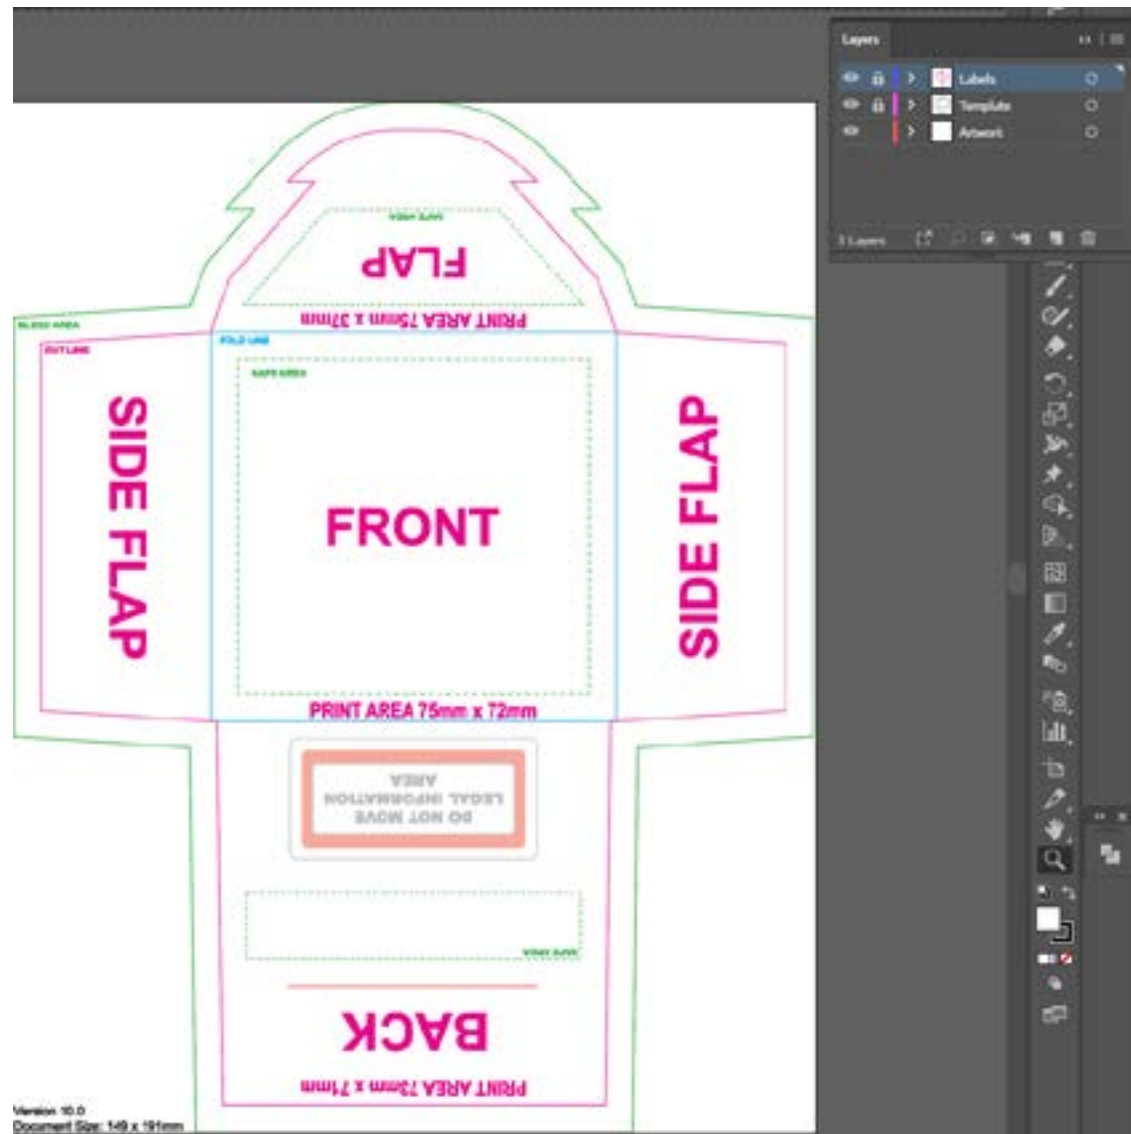 Layers
Labels
Template
Artwork
3 Layers
SAFE AREA
FLAP
PRINT AREA 75mm x 37mm
BLEED AREA
CUT LINE
FOLD LINE
SAFE AREA
SIDE FLAP
FRONT
SIDE FLAP
PRINT AREA 75mm x 72mm
DO NOT MOVE
LEGAL INFORMATION
AREA
SAFE AREA
BACK
PRINT AREA 73mm x 71mm
Version 10.0
Document Size: 149 x 191mm